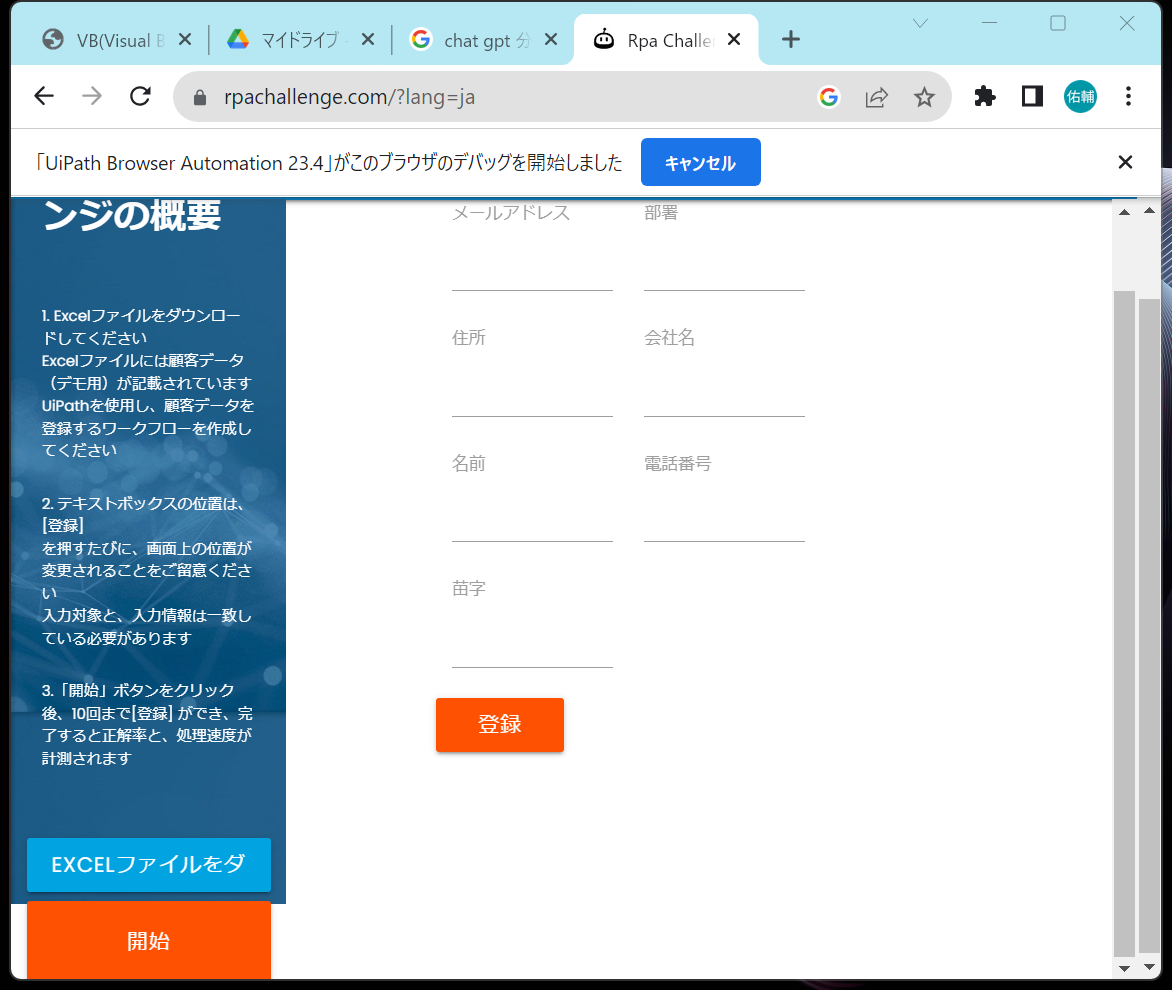 VB(Visual B
マイドライブ -
chat gpt 分
Rpa Challen
rpachallenge.com/?lang=ja
佑輔
「UiPath Browser Automation 23.4」がこのブラウザのデバッグを開始しました
キャンセル
ンジの概要
1. Excelファイルをダウンロー
ドしてください
Excelファイルには顧客データ
（デモ用）が記載されています
UiPathを使用し、顧客データを
登録するワークフローを作成し
てください
2. テキストボックスの位置は、
[登録]
を押すたびに、画面上の位置が
変更されることをご留意くださ
い
入力対象と、入力情報は一致し
ている必要があります
3.「開始」ボタンをクリック
後、10回まで[登録] ができ、完
了すると正解率と、処理速度が
計測されます
EXCELファイルをダ
開始
メールアドレス
部署
住所
会社名
名前
電話番号
苗字
登録